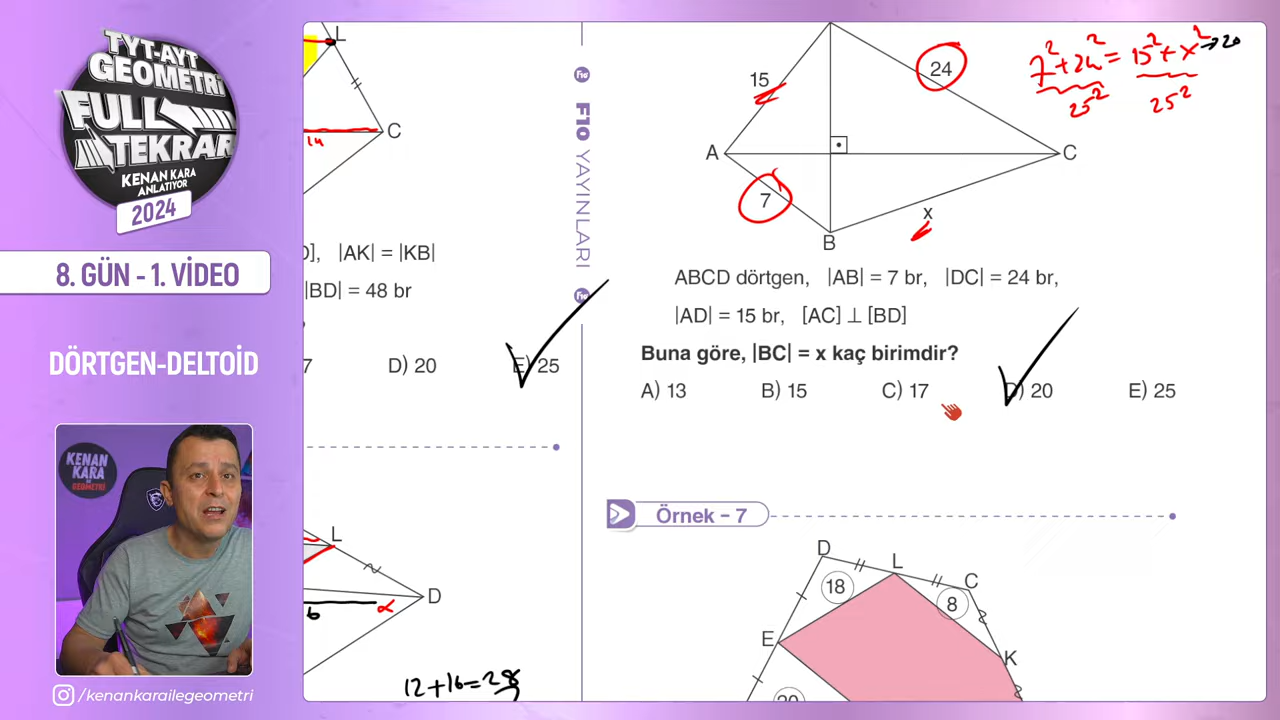 TYT-AYT
GEOMETRİ
FULL
TEKRAR
KENAN KARA
ANLATIYOR
2024
8. GÜN - 1. VİDEO
DÖRTGEN-DELTOİD
KENAN
KARA
GEOMETRİ
/kenankarailegeometri
L
C
14
D], |AK| = |KB|
|BD| = 48 br
?
7 D) 20 E) 25
L
D
6 α
12+16=28
F10 YAYINLARI
15
24
A
C
7
x
B
7² + 24² = 15² + x² → 20
25² 25²
ABCD dörtgen, |AB| = 7 br, |DC| = 24 br,
|AD| = 15 br, [AC] ⊥ [BD]
Buna göre, |BC| = x kaç birimdir?
A) 13 B) 15 C) 17 D) 20 E) 25
Örnek – 7
D
L
C
18
8
E
K
20